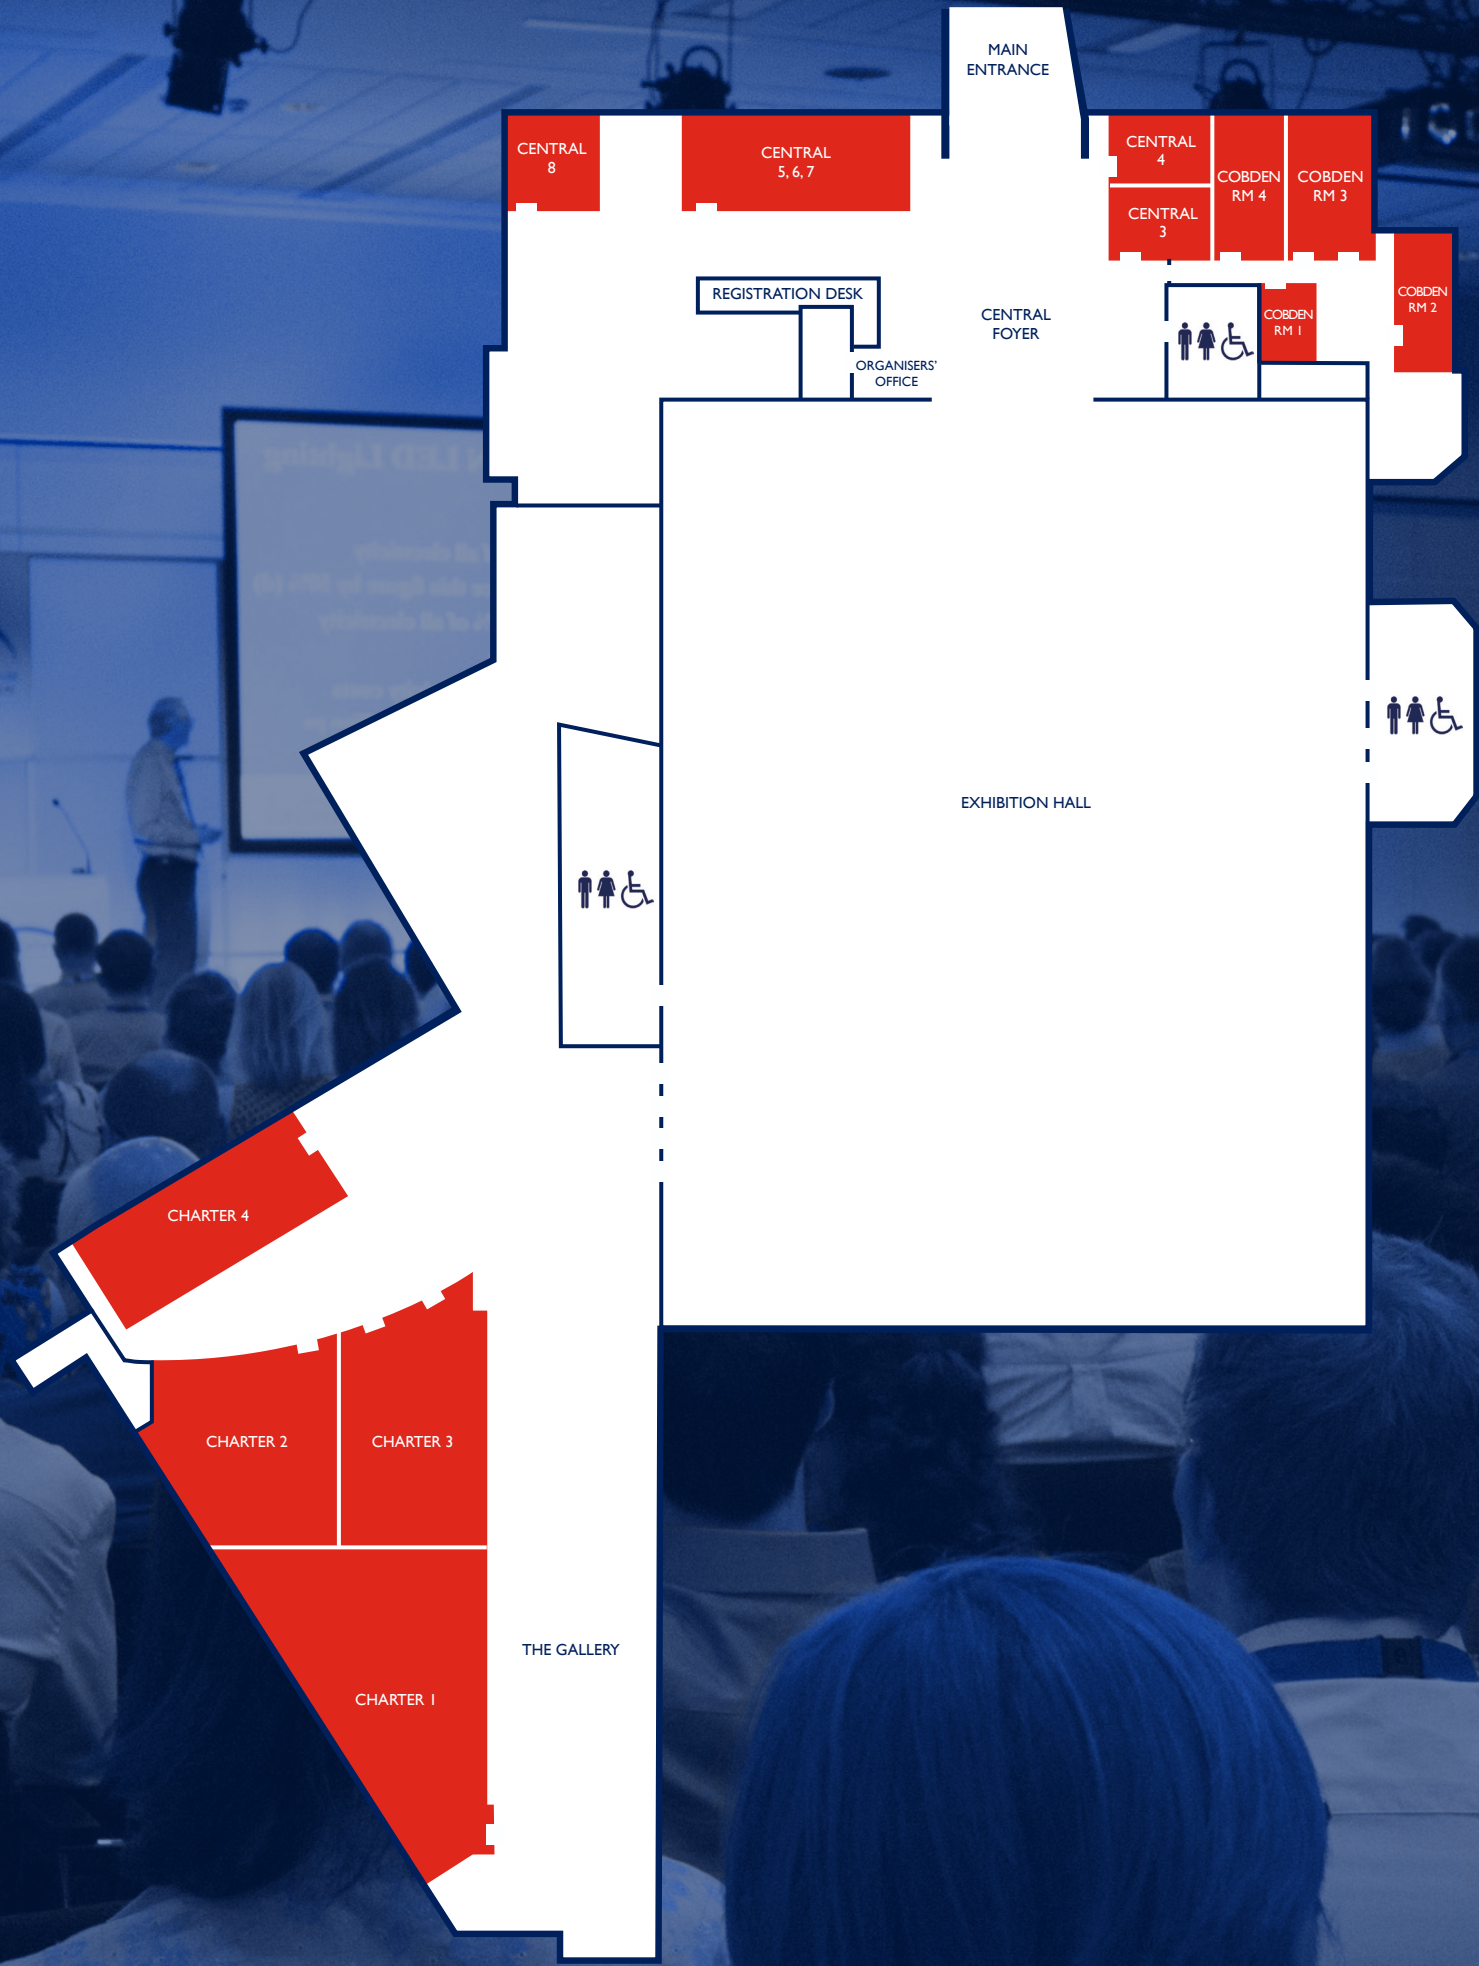 MAIN
ENTRANCE
CENTRAL
8
CENTRAL
5, 6, 7
CENTRAL
4
COBDEN
RM 4
COBDEN
RM 3
CENTRAL
3
REGISTRATION DESK
CENTRAL
FOYER
COBDEN
RM 1
COBDEN
RM 2
ORGANISERS'
OFFICE
EXHIBITION HALL
CHARTER 4
CHARTER 2
CHARTER 3
THE GALLERY
CHARTER 1